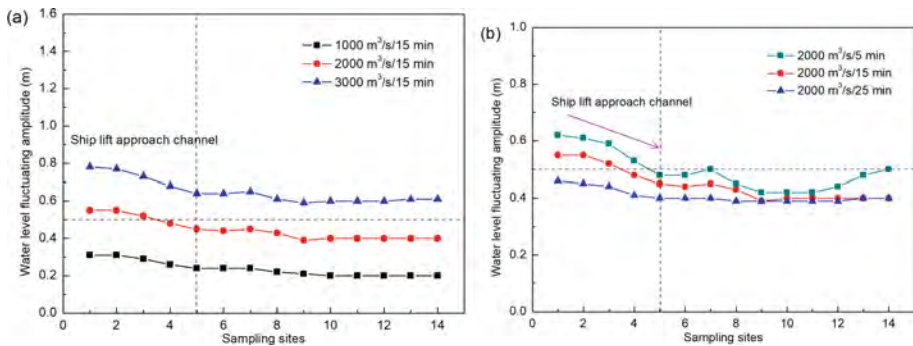 (a)
1.6
1.4
1.2
1.0
0.8
0.6
0.4
0.2
0.0
Water level fluctuating amplitude (m)
1000 m³/s/15 min
2000 m³/s/15 min
3000 m³/s/15 min
Ship lift approach channel
0 2 4 6 8 10 12 14
Sampling sites
(b)
1.0
0.8
0.6
0.4
0.2
0.0
Water level fluctuating amplitude (m)
2000 m³/s/5 min
2000 m³/s/15 min
2000 m³/s/25 min
Ship lift approach channel
0 2 4 6 8 10 12 14
Sampling sites